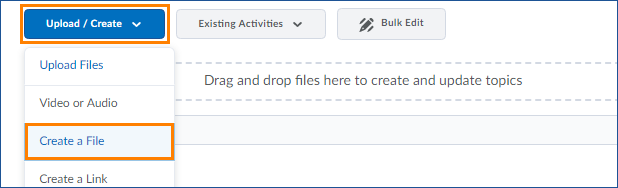 Upload / Create
Existing Activities
Bulk Edit
Upload Files
Drag and drop files here to create and update topics
Video or Audio
Create a File
Create a Link